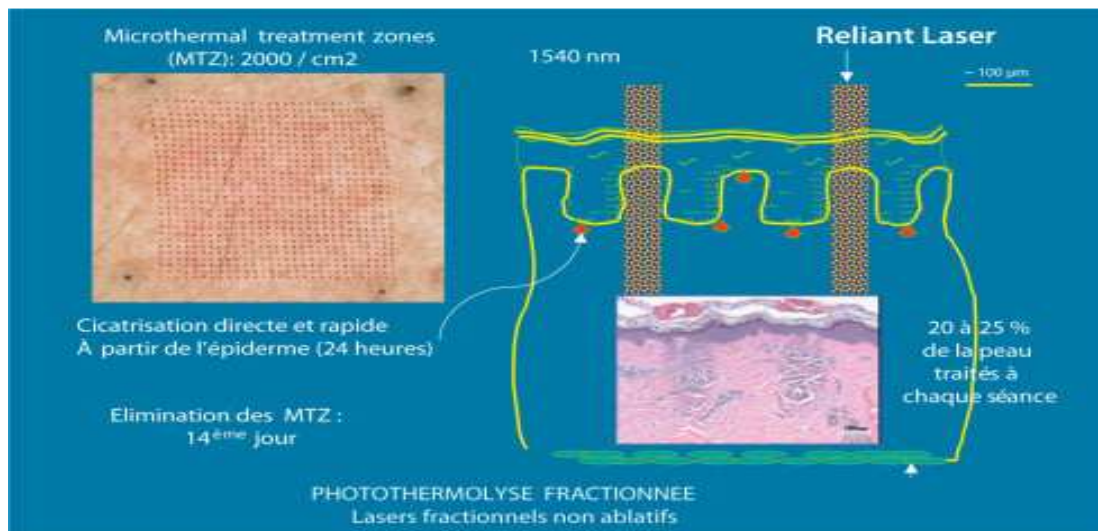 Microthermal treatment zones
(MTZ): 2000 / cm2
1540 nm
Reliant Laser
~ 100 µm
Cicatrisation directe et rapide
À partir de l'épiderme (24 heures)
20 à 25 %
de la peau
traités à
chaque séance
Elimination des MTZ :
14ème jour
PHOTOTHERMOLYSE FRACTIONNEE
Lasers fractionnels non ablatifs